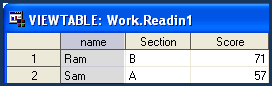 VIEWTABLE: Work.Readin1
name Section Score
1 Ram B 71
2 Sam A 57